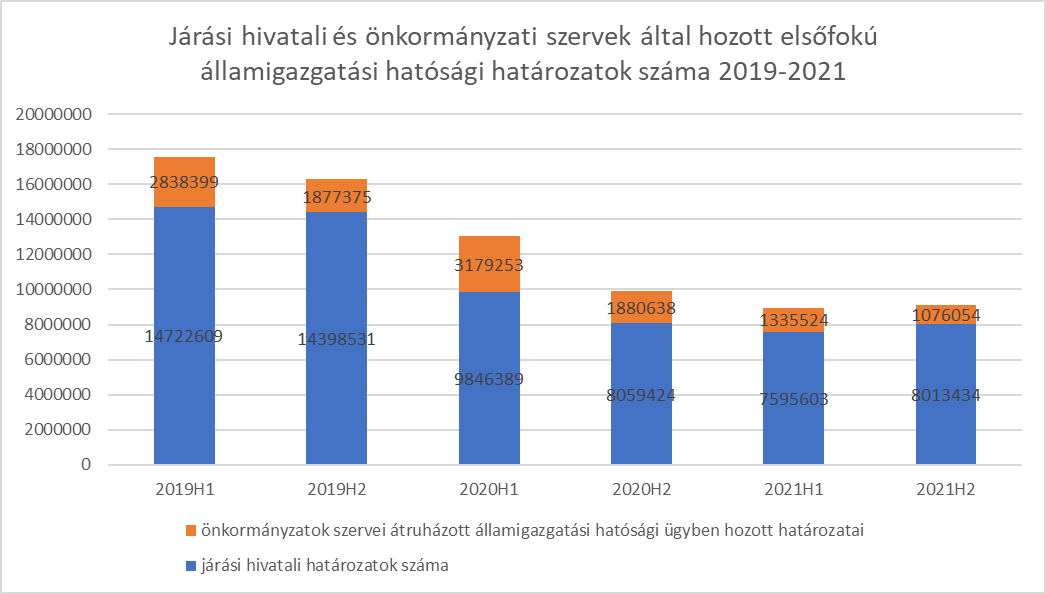 Járási hivatali és önkormányzati szervek által hozott elsőfokú
államigazgatási hatósági határozatok száma 2019-2021
20000000
18000000
16000000
14000000
12000000
10000000
8000000
6000000
4000000
2000000
0
2838399
1877375
3179253
1880638
1335524
1076054
14722609
14398531
9846389
8059424
7595603
8013434
2019H1
2019H2
2020H1
2020H2
2021H1
2021H2
önkormányzatok szervei átruházott államigazgatási hatósági ügyben hozott határozatai
járási hivatali határozatok száma